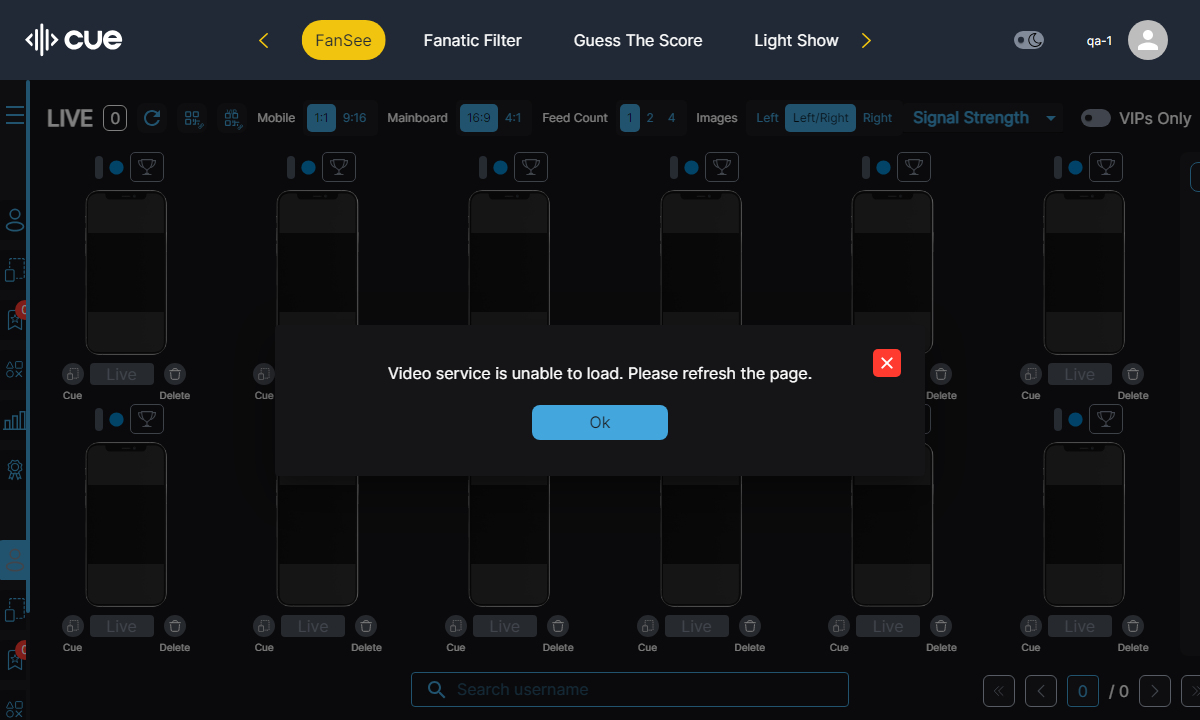 cue
FanSee
Fanatic Filter
Guess The Score
Light Show
qa-1
LIVE 0
Mobile 1:1 9:16
Mainboard 16:9 4:1
Feed Count 1 2 4
Images Left Left/Right Right
Signal Strength
VIPs Only
Video service is unable to load. Please refresh the page.
Ok
Live
Live
Cue Delete
Cue
Delete
Cue Delete
Live Live Live Live Live Live
Cue Delete Cue Delete Cue Delete Cue Delete Cue Delete Cue Delete
Search username
0 / 0